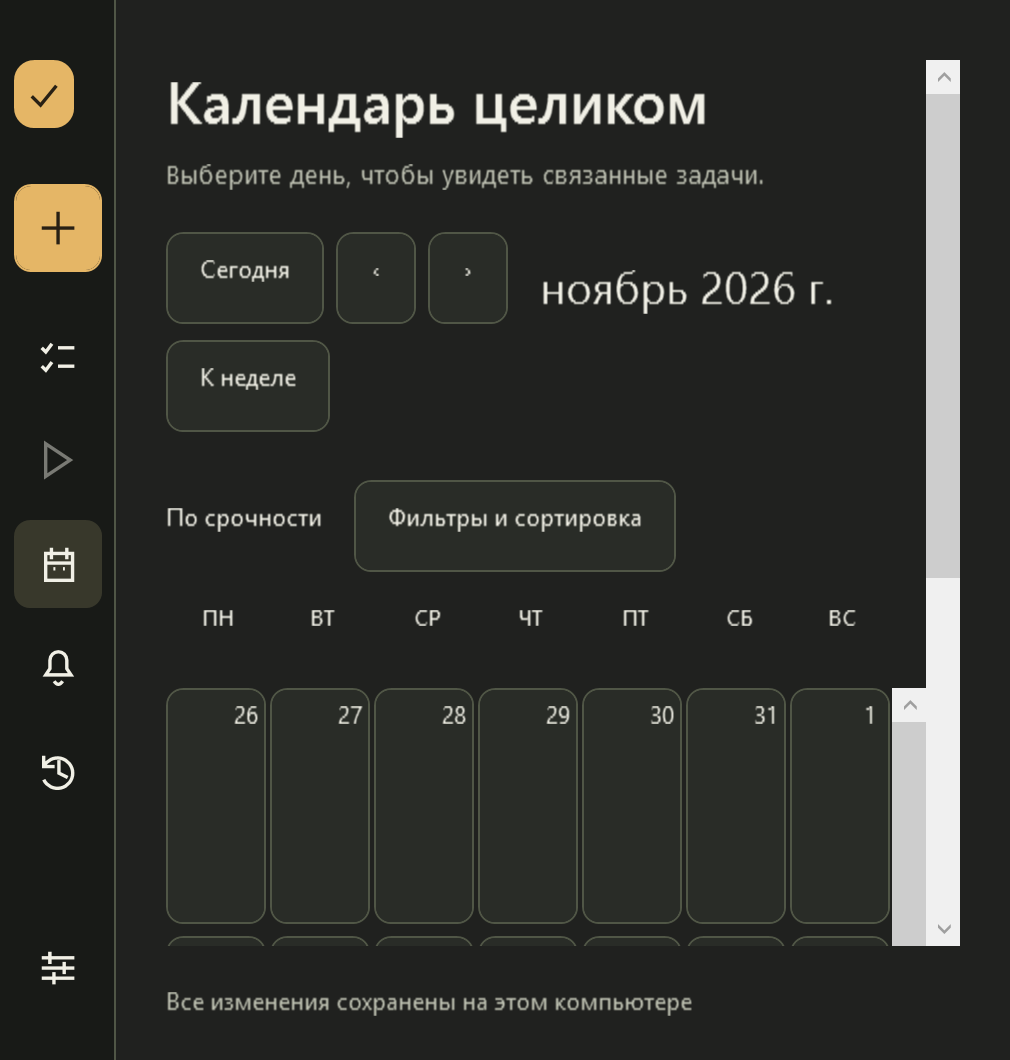 Календарь целиком
Выберите день, чтобы увидеть связанные задачи.
Сегодня ‹ › ноябрь 2026 г.
К неделе
По срочности Фильтры и сортировка
ПН ВТ СР ЧТ ПТ СБ ВС
26 27 28 29 30 31 1
Все изменения сохранены на этом компьютере